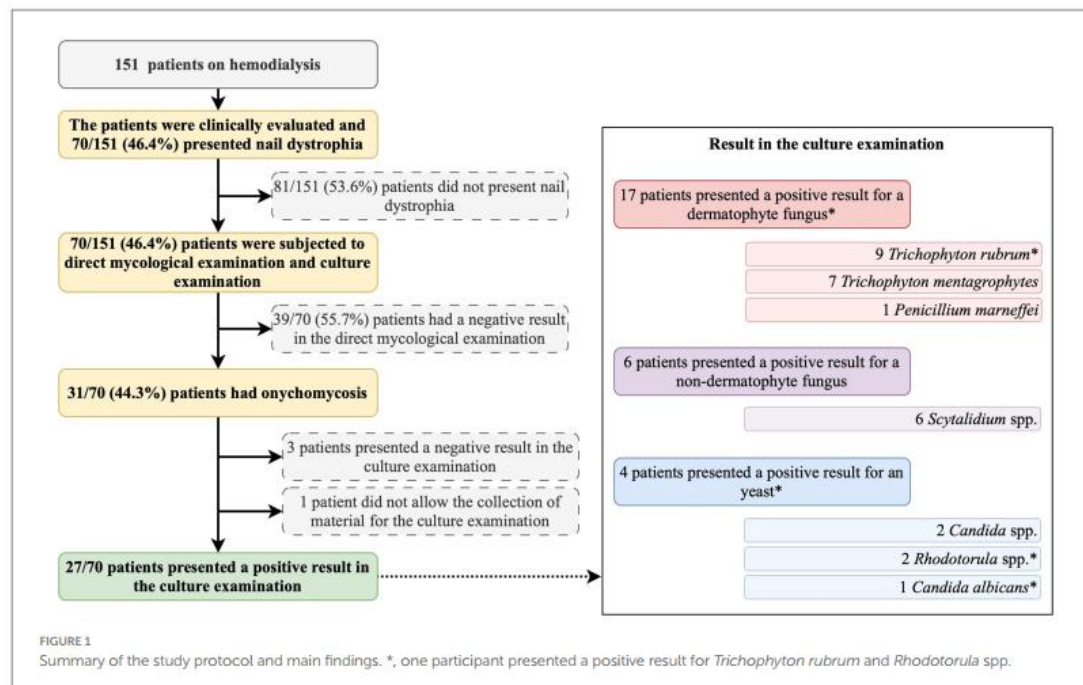 151 patients on hemodialysis
The patients were clinically evaluated and
70/151 (46.4%) presented nail dystrophia
81/151 (53.6%) patients did not present nail
dystrophia
70/151 (46.4%) patients were subjected to
direct mycological examination and culture
examination
39/70 (55.7%) patients had a negative result
in the direct mycological examination
31/70 (44.3%) patients had onychomycosis
3 patients presented a negative result in the
culture examination
1 patient did not allow the collection of
material for the culture examination
27/70 patients presented a positive result in
the culture examination
Result in the culture examination
17 patients presented a positive result for a
dermatophyte fungus*
9 Trichophyton rubrum*
7 Trichophyton mentagrophytes
1 Penicillium marneffei
6 patients presented a positive result for a
non-dermatophyte fungus
6 Scytalidium spp.
4 patients presented a positive result for an
yeast*
2 Candida spp.
2 Rhodotorula spp.*
1 Candida albicans*
FIGURE 1
Summary of the study protocol and main findings. *, one participant presented a positive result for Trichophyton rubrum and Rhodotorula spp.